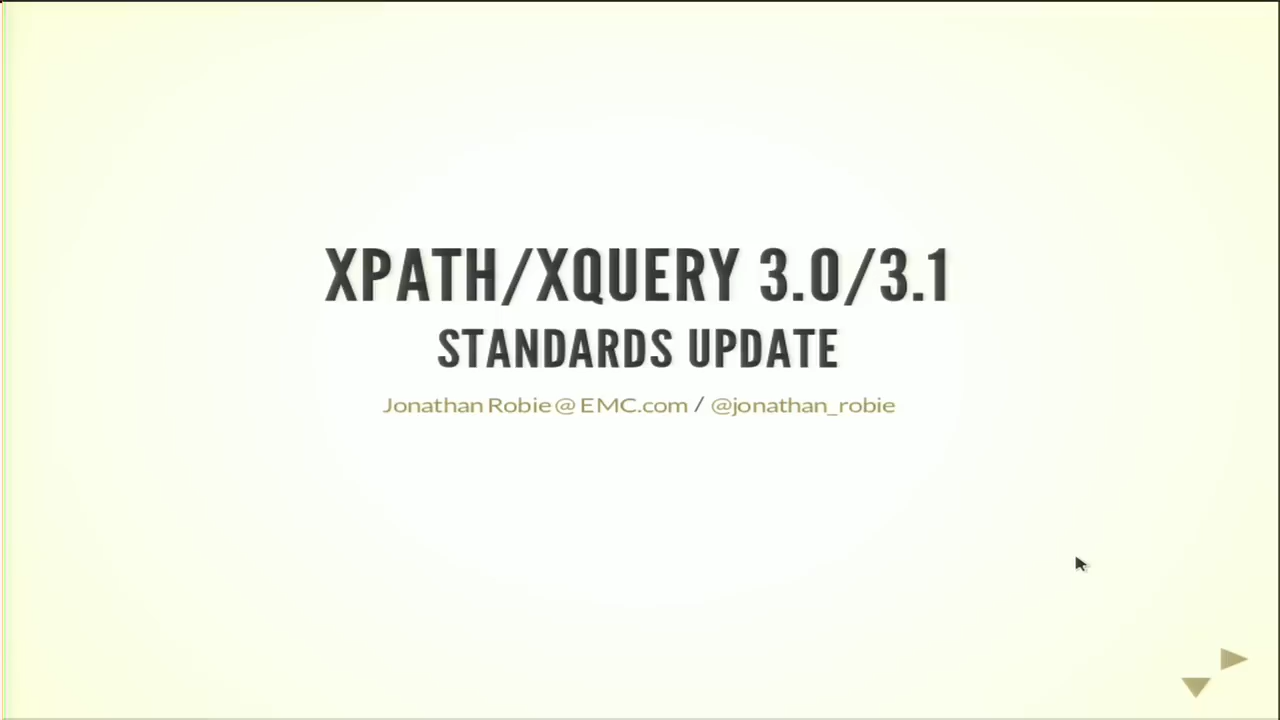 XPATH/XQUERY 3.0/3.1
STANDARDS UPDATE
Jonathan Robie@EMC.com / @jonathan_robie